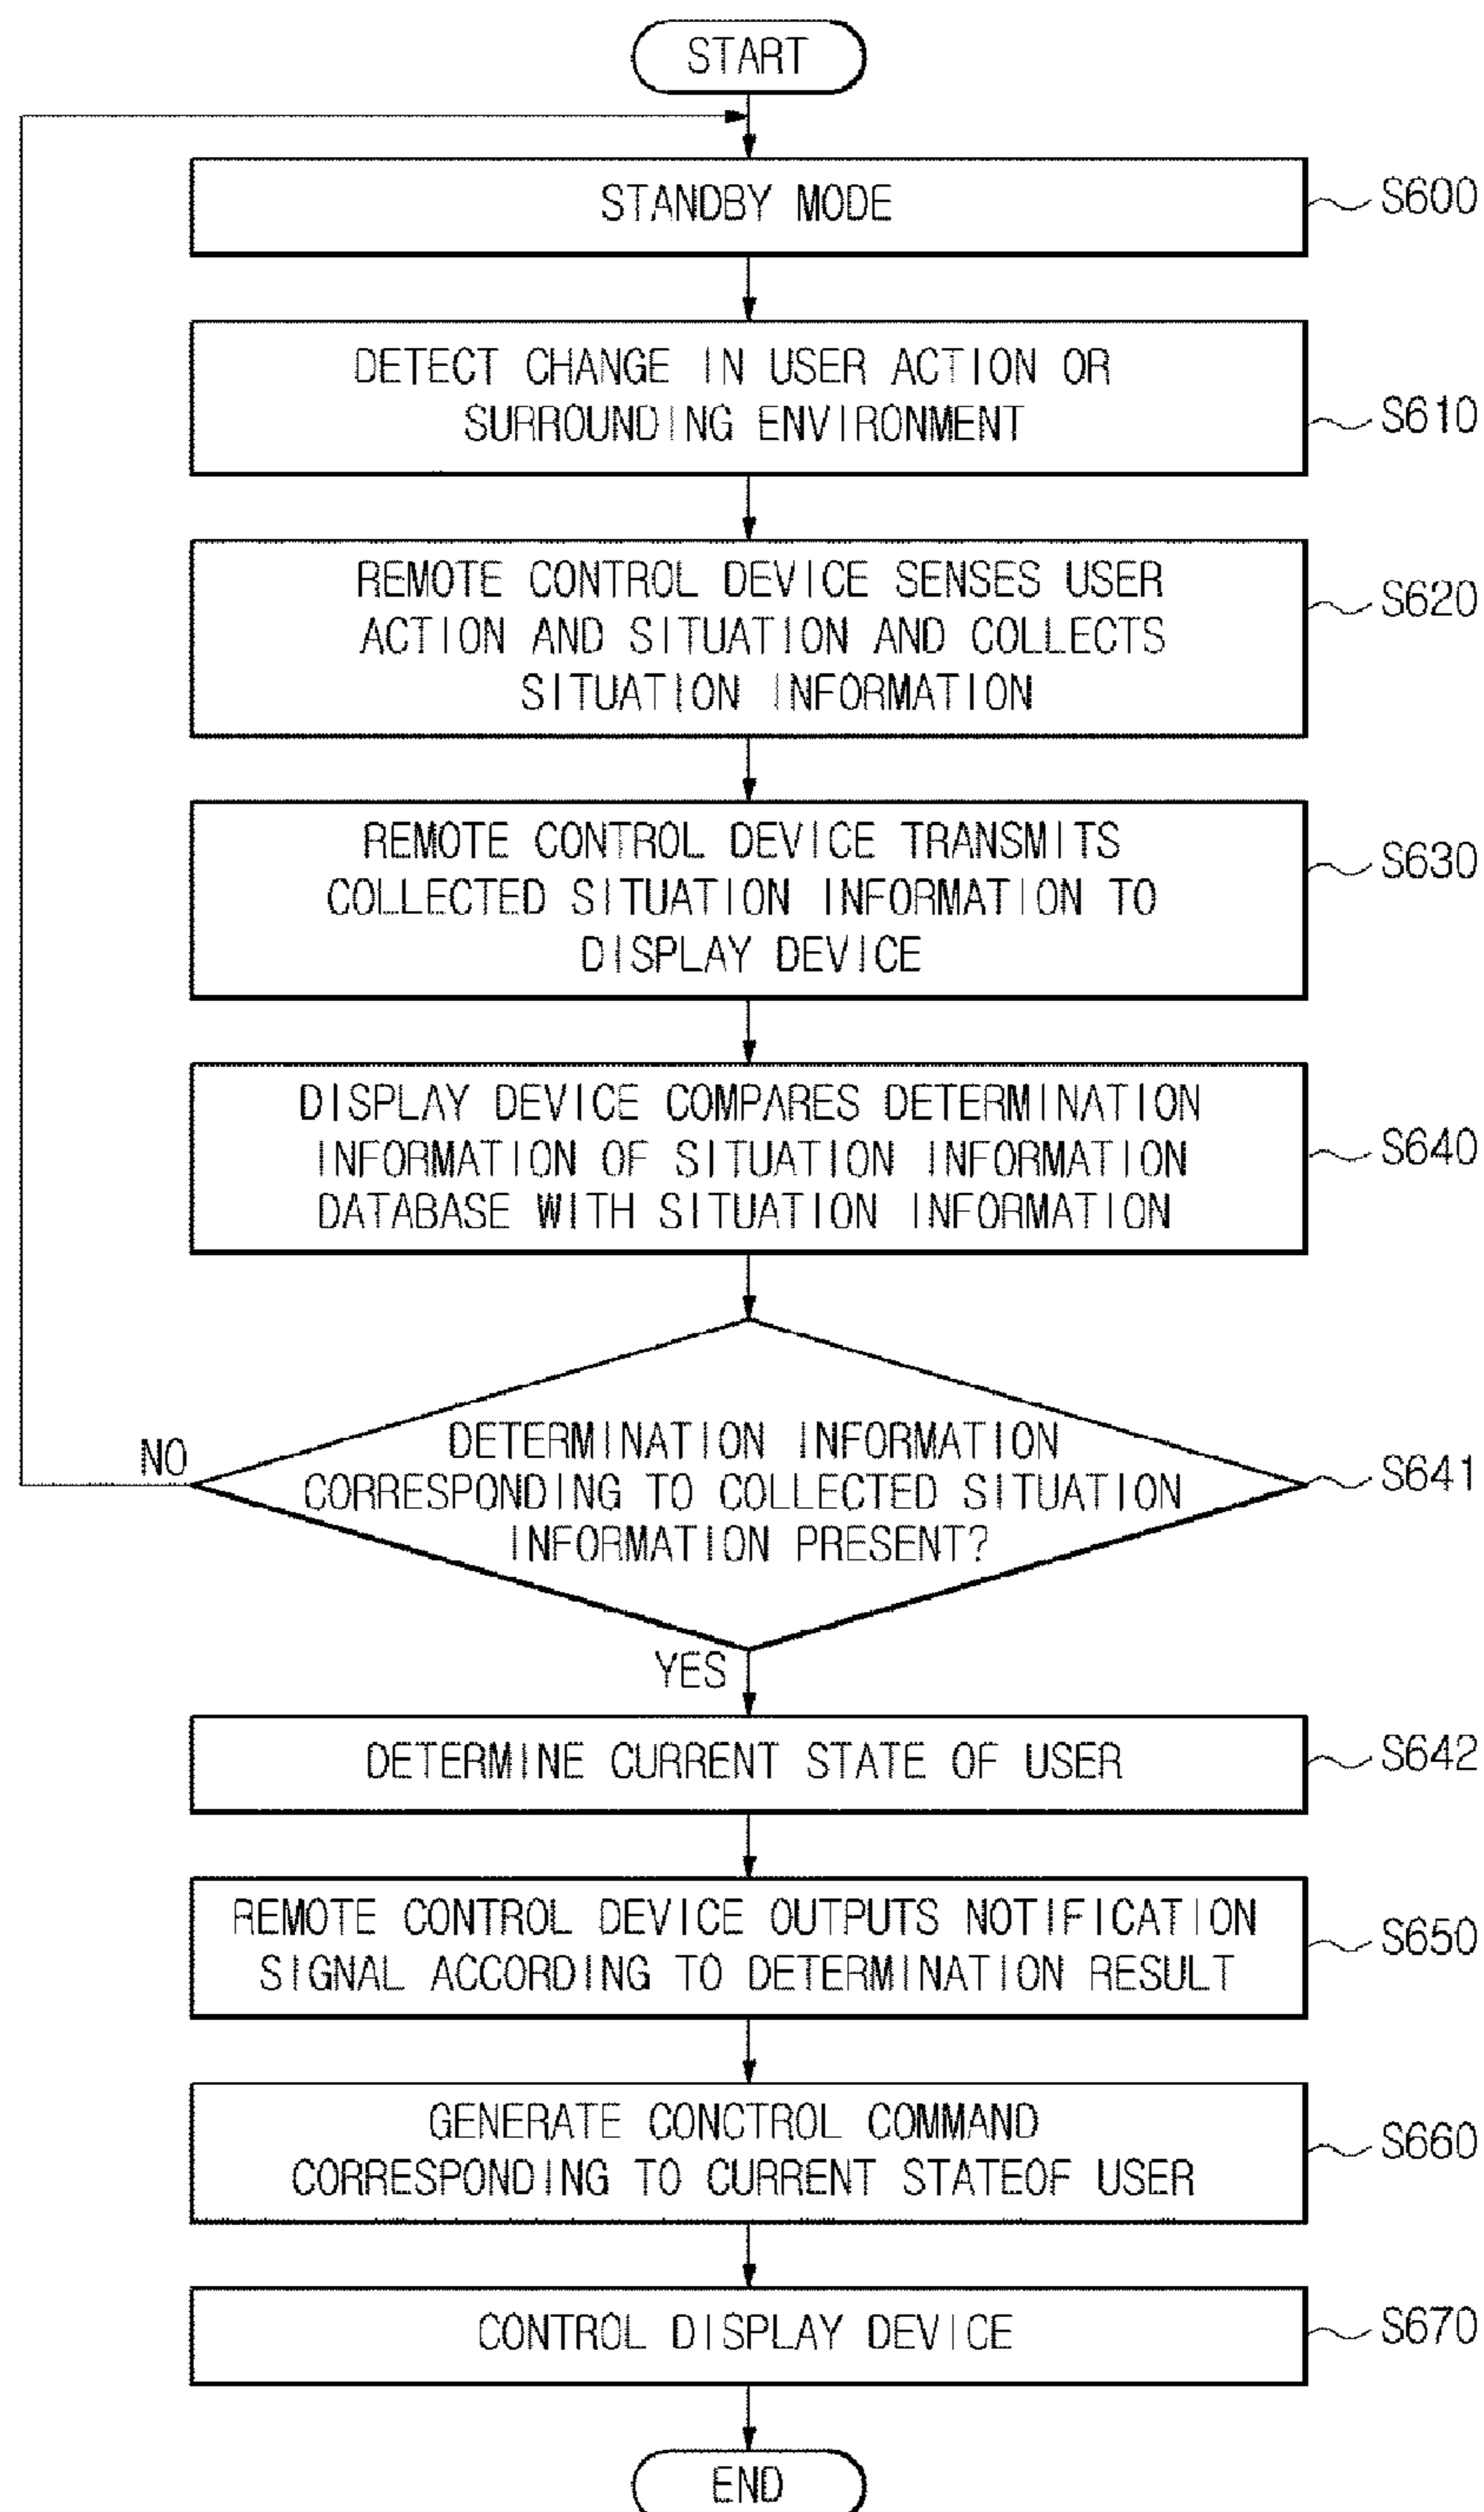 START
STANDBY MODE
S600
DETECT CHANGE IN USER ACTION OR
SURROUNDING ENVIRONMENT
S610
REMOTE CONTROL DEVICE SENSES USER
ACTION AND SITUATION AND COLLECTS
SITUATION INFORMATION
S620
REMOTE CONTROL DEVICE TRANSMITS
COLLECTED SITUATION INFORMATION TO
DISPLAY DEVICE
S630
DISPLAY DEVICE COMPARES DETERMINATION
INFORMATION OF SITUATION INFORMATION
DATABASE WITH SITUATION INFORMATION
S640
DETERMINATION INFORMATION
CORRESPONDING TO COLLECTED SITUATION
INFORMATION PRESENT?
S641
NO
YES
DETERMINE CURRENT STATE OF USER
S642
REMOTE CONTROL DEVICE OUTPUTS NOTIFICATION
SIGNAL ACCORDING TO DETERMINATION RESULT
S650
GENERATE CONCTROL COMMAND
CORRESPONDING TO CURRENT STATEOF USER
S660
CONTROL DISPLAY DEVICE
S670
END